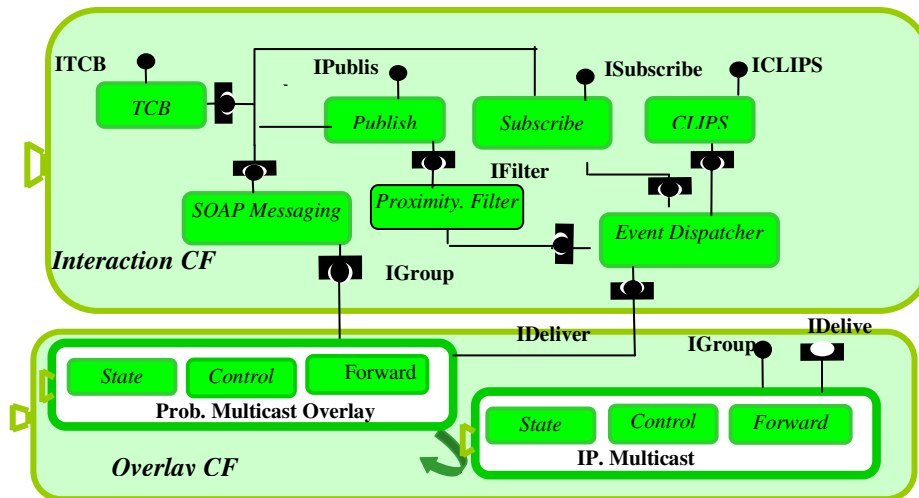 ITCB
IPublis
ISubscribe
ICLIPS
TCB
Publish
Subscribe
CLIPS
IFilter
SOAP Messaging
Proximity. Filter
Event Dispatcher
Interaction CF
IGroup
IDeliver
IGroup
IDelive
State
Control
Forward
Prob. Multicast Overlay
State
Control
Forward
IP. Multicast
Overlay CF